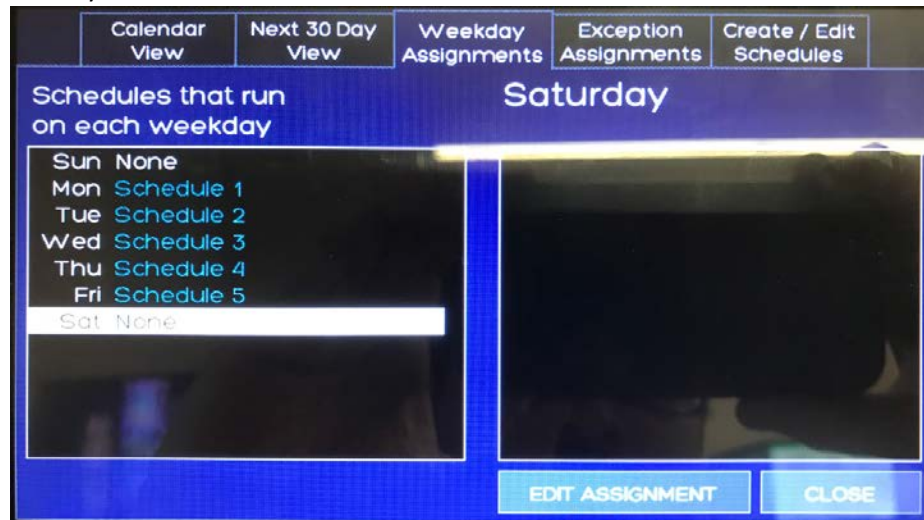 Calendar View
Next 30 Day View
Weekday Assignments
Exception Assignments
Create / Edit Schedules
Schedules that run
on each weekday
Saturday
Sun None
Mon Schedule 1
Tue Schedule 2
Wed Schedule 3
Thu Schedule 4
Fri Schedule 5
Sat None
EDIT ASSIGNMENT
CLOSE